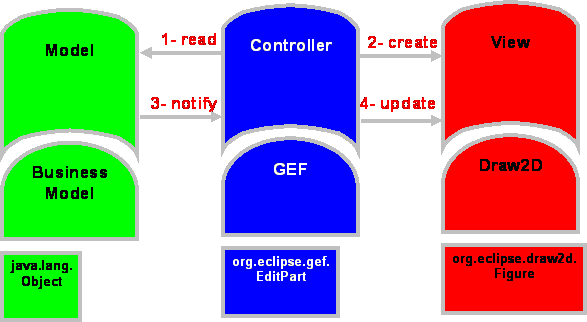 Model
1- read
Controller
2- create
View
3- notify
4- update
Business
Model
GEF
Draw2D
java.lang.
Object
org.eclipse.gef.
EditPart
org.eclipse.draw2d.
Figure